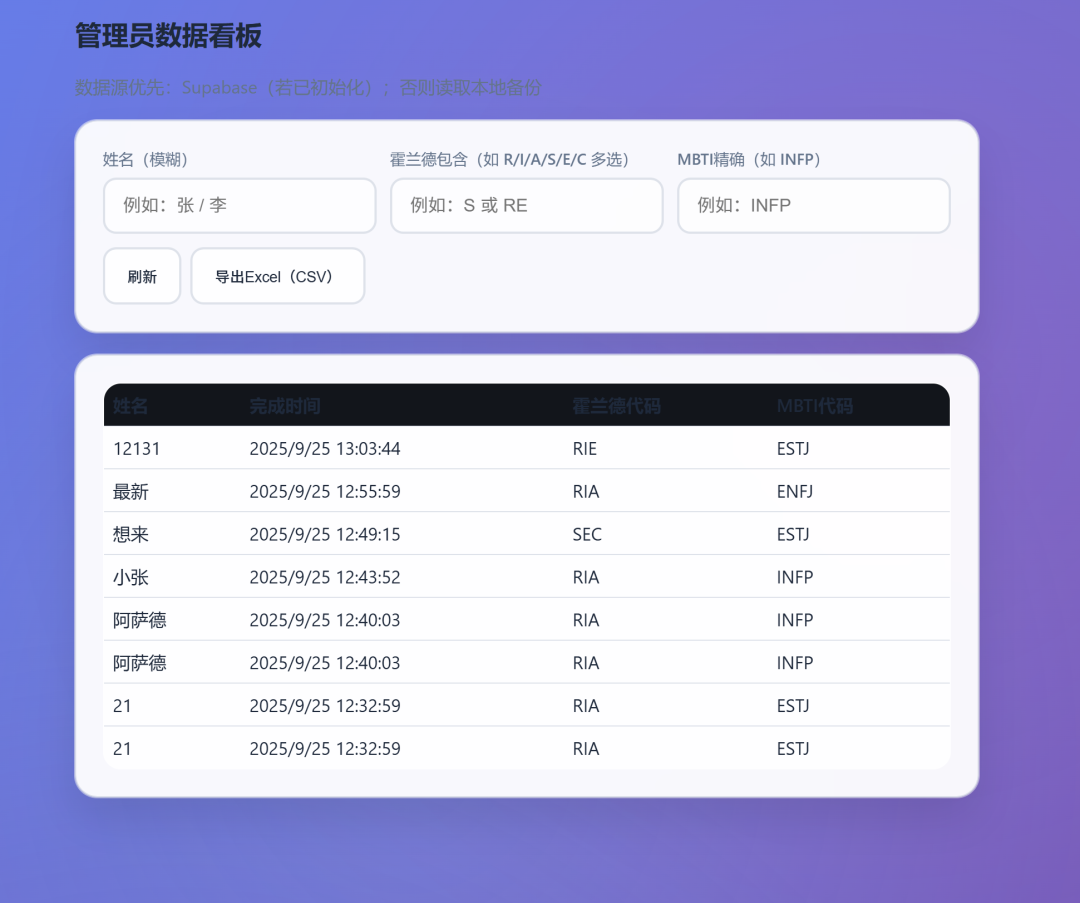 管理员数据看板
数据源优先：Supabase（若已初始化）；否则读取本地备份
姓名（模糊） 霍兰德包含（如 R/I/A/S/E/C 多选） MBTI精确（如 INFP）
例如：张 / 李 例如：S 或 RE 例如：INFP
刷新 导出Excel（CSV）
姓名 完成时间 霍兰德代码 MBTI代码
12131 2025/9/25 13:03:44 RIE ESTJ
最新 2025/9/25 12:55:59 RIA ENFJ
想来 2025/9/25 12:49:15 SEC ESTJ
小张 2025/9/25 12:43:52 RIA INFP
阿萨德 2025/9/25 12:40:03 RIA INFP
阿萨德 2025/9/25 12:40:03 RIA INFP
21 2025/9/25 12:32:59 RIA ESTJ
21 2025/9/25 12:32:59 RIA ESTJ